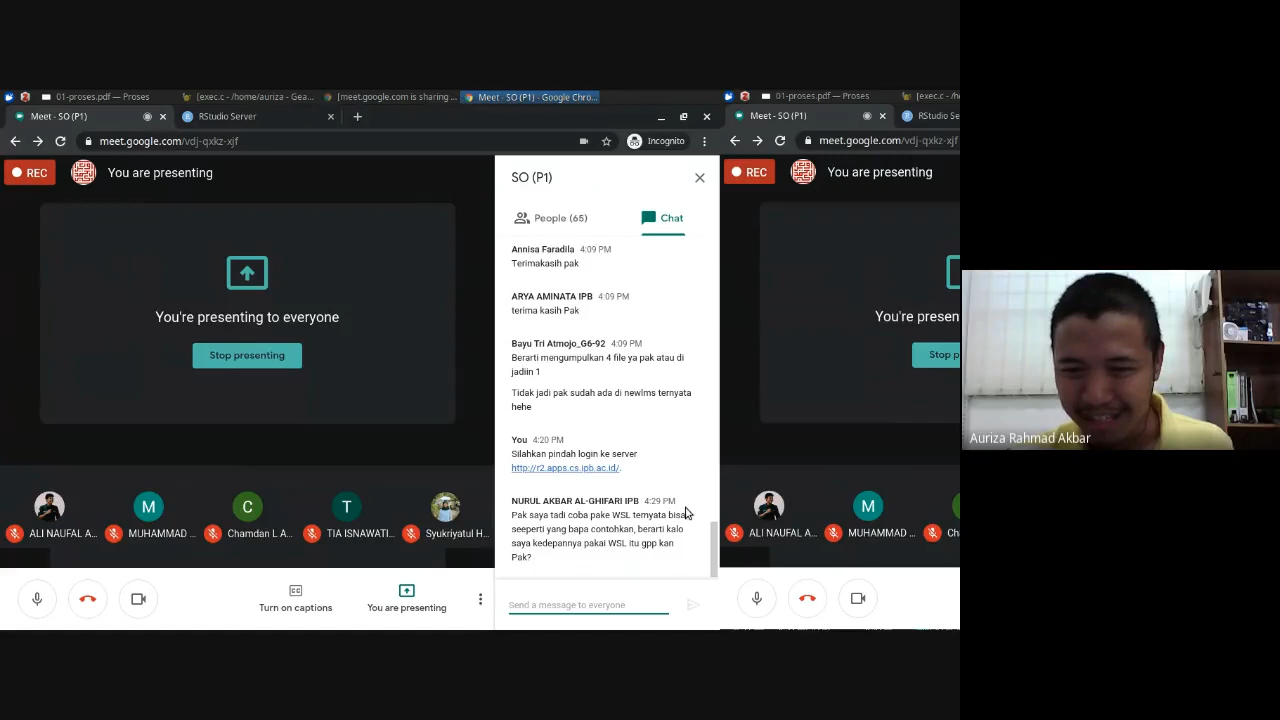 01-proses.pdf — Proses
[exec.c - /home/auriza - Gea...
[meet.google.com is sharing ...
Meet - SO (P1) - Google Chro...
01-proses.pdf — Proses
[exec.c
Meet - SO (P1)
RStudio Server
Meet - SO (P1)
RStud
meet.google.com/vdj-qxkz-xjf
Incognito
meet.google.com/vdj-qxkz-xjf
REC
You are presenting
SO (P1)
REC
You are presenting
People (65)
Chat
Annisa Faradila 4:09 PM
Terimakasih pak
ARYA AMINATA IPB 4:09 PM
terima kasih Pak
You're presenting to everyone
You're presen
Bayu Tri Atmojo_G6-92 4:09 PM
Berarti mengumpulkan 4 file ya pak atau di
jadiin 1
Stop presenting
Stop p
Tidak jadi pak sudah ada di newlms ternyata
hehe
You 4:20 PM
Silahkan pindah login ke server
http://r2.apps.cs.ipb.ac.id/.
NURUL AKBAR AL-GHIFARI IPB 4:29 PM
Pak saya tadi coba pake WSL ternyata bisa
seeperti yang bapa contohkan, berarti kalo
saya kedepannya pakai WSL itu gpp kan
Pak?
Auriza Rahmad Akbar
M
C
T
M
ALI NAUFAL A...
MUHAMMAD ...
Chamdan L A...
TIA ISNAWATI...
Syukriyatul H...
ALI NAUFAL A...
MUHAMMAD ...
Cham
Turn on captions
You are presenting
Send a message to everyone